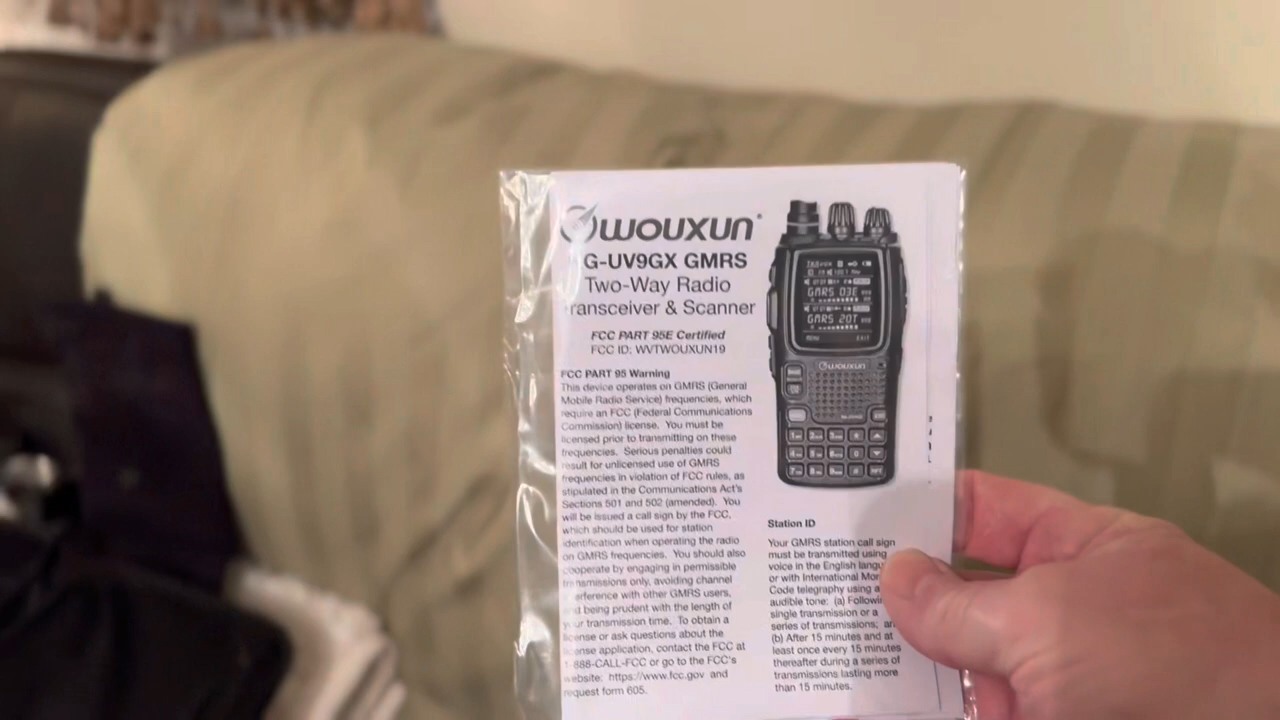 wouxun
G-UV9GX GMRS
Two-Way Radio
ransceiver & Scanner
FCC PART 95E Certified
FCC ID: WVTWOUXUN19
FCC PART 95 Warning
This device operates on GMRS (General
Mobile Radio Service) frequencies, which
require an FCC (Federal Communications
Commission) license. You must be
licensed prior to transmitting on these
frequencies. Serious penalties could
result for unlicensed use of GMRS
frequencies in violation of FCC rules, as
stipulated in the Communications Act's
Sections 501 and 502 (amended). You
will be issued a call sign by the FCC,
which should be used for station
identification when operating the radio
on GMRS frequencies. You should also
cooperate by engaging in permissible
transmissions only, avoiding channel
erference with other GMRS users,
d being prudent with the length of
your transmission time. To obtain a
license or ask questions about the
license application, contact the FCC at
1-888-CALL-FCC or go to the FCC's
website: https://www.fcc.gov and
request form 605.
GMRS 03E
GMRS 20T
MENU EXIT
wouxun
Station ID
Your GMRS station call sign
must be transmitted using
voice in the English langu
or with International Mor
Code telegraphy using a
audible tone: (a) Followin
single transmission or a
series of transmissions; an
(b) After 15 minutes and at
least once every 15 minutes
thereafter during a series of
transmissions lasting more
than 15 minutes.